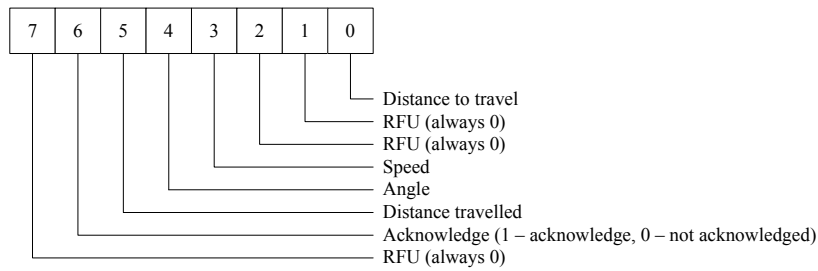 7 6 5 4 3 2 1 0
Distance to travel
RFU (always 0)
RFU (always 0)
Speed
Angle
Distance travelled
Acknowledge (1 – acknowledge, 0 – not acknowledged)
RFU (always 0)